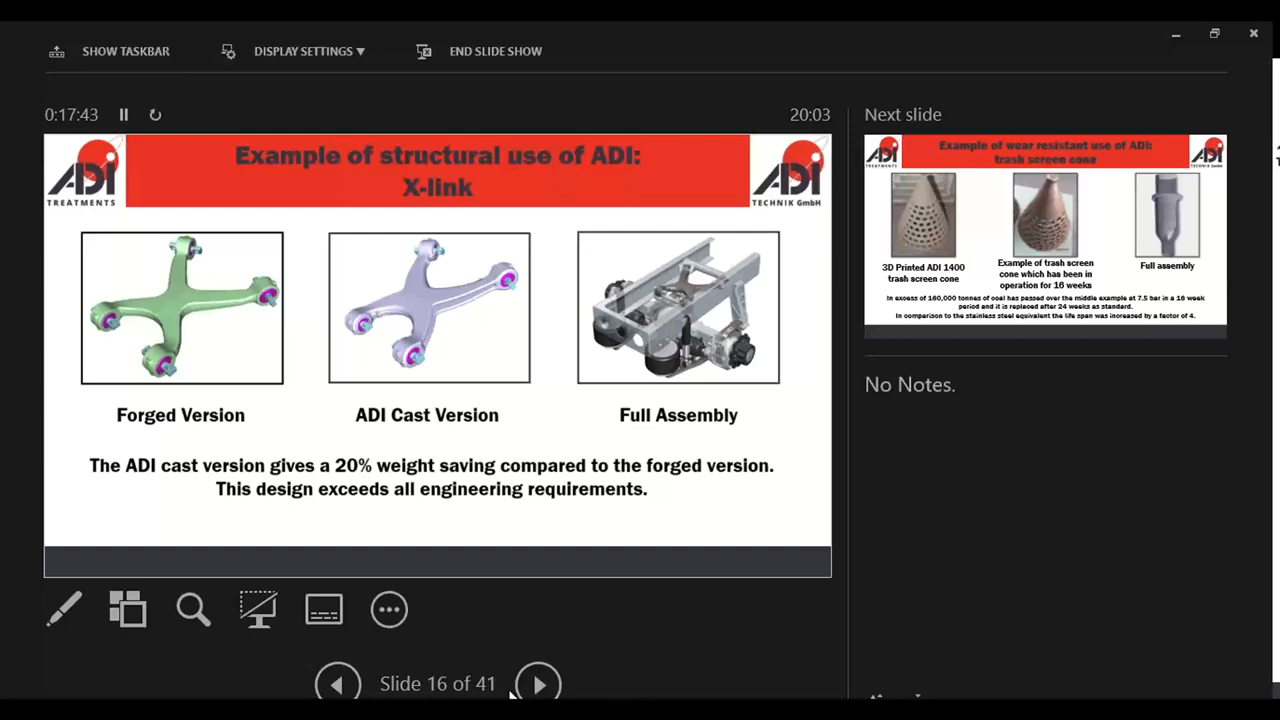 SHOW TASKBAR
DISPLAY SETTINGS
END SLIDE SHOW
0:17:43
20:03
ADI
TREATMENTS
Example of structural use of ADI:
X-link
ADI
TECHNIK GmbH
Forged Version
ADI Cast Version
Full Assembly
The ADI cast version gives a 20% weight saving compared to the forged version.
This design exceeds all engineering requirements.
Slide 16 of 41
Next slide
ADI
TREATMENTS
Example of wear resistant use of ADI:
trash screen cone
ADI
TECHNIK GmbH
3D Printed ADI 1400
trash screen cone
Example of trash screen
cone which has been in
operation for 16 weeks
Full assembly
In excess of 160,000 tonnes of coal has passed over the middle example at 7.5 bar in a 16 week
period and it is replaced after 24 weeks as standard.
In comparison to the stainless steel equivalent the life span was increased by a factor of 4.
No Notes.